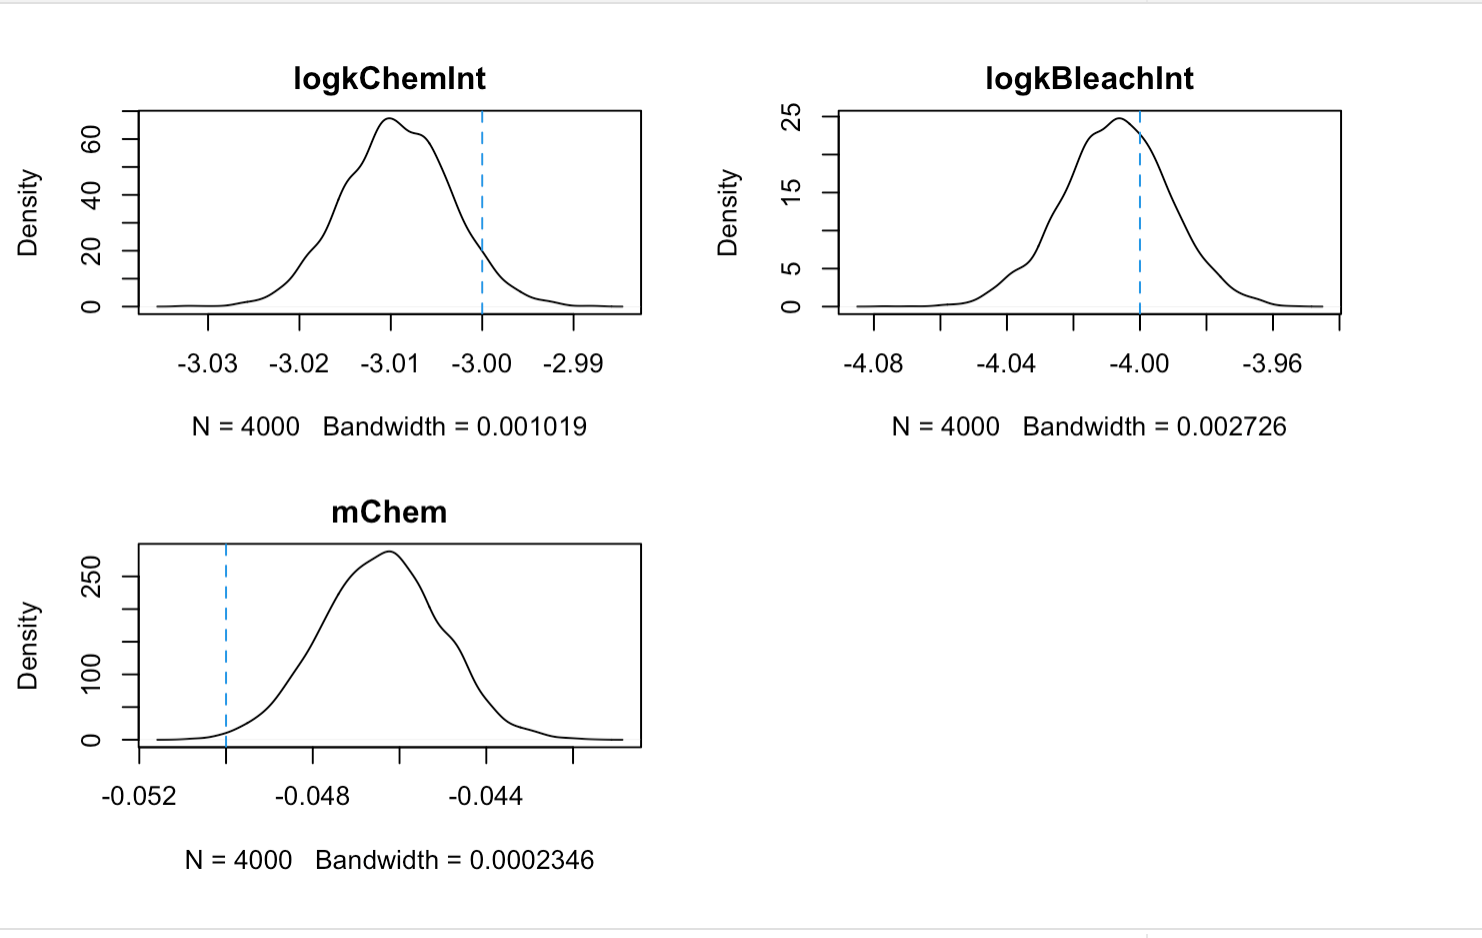 logkChemInt
Density
0 20 40 60
-3.03 -3.02 -3.01 -3.00 -2.99
N = 4000 Bandwidth = 0.001019
logkBleachInt
Density
0 5 15 25
-4.08 -4.04 -4.00 -3.96
N = 4000 Bandwidth = 0.002726
mChem
Density
0 100 250
-0.052 -0.048 -0.044
N = 4000 Bandwidth = 0.0002346